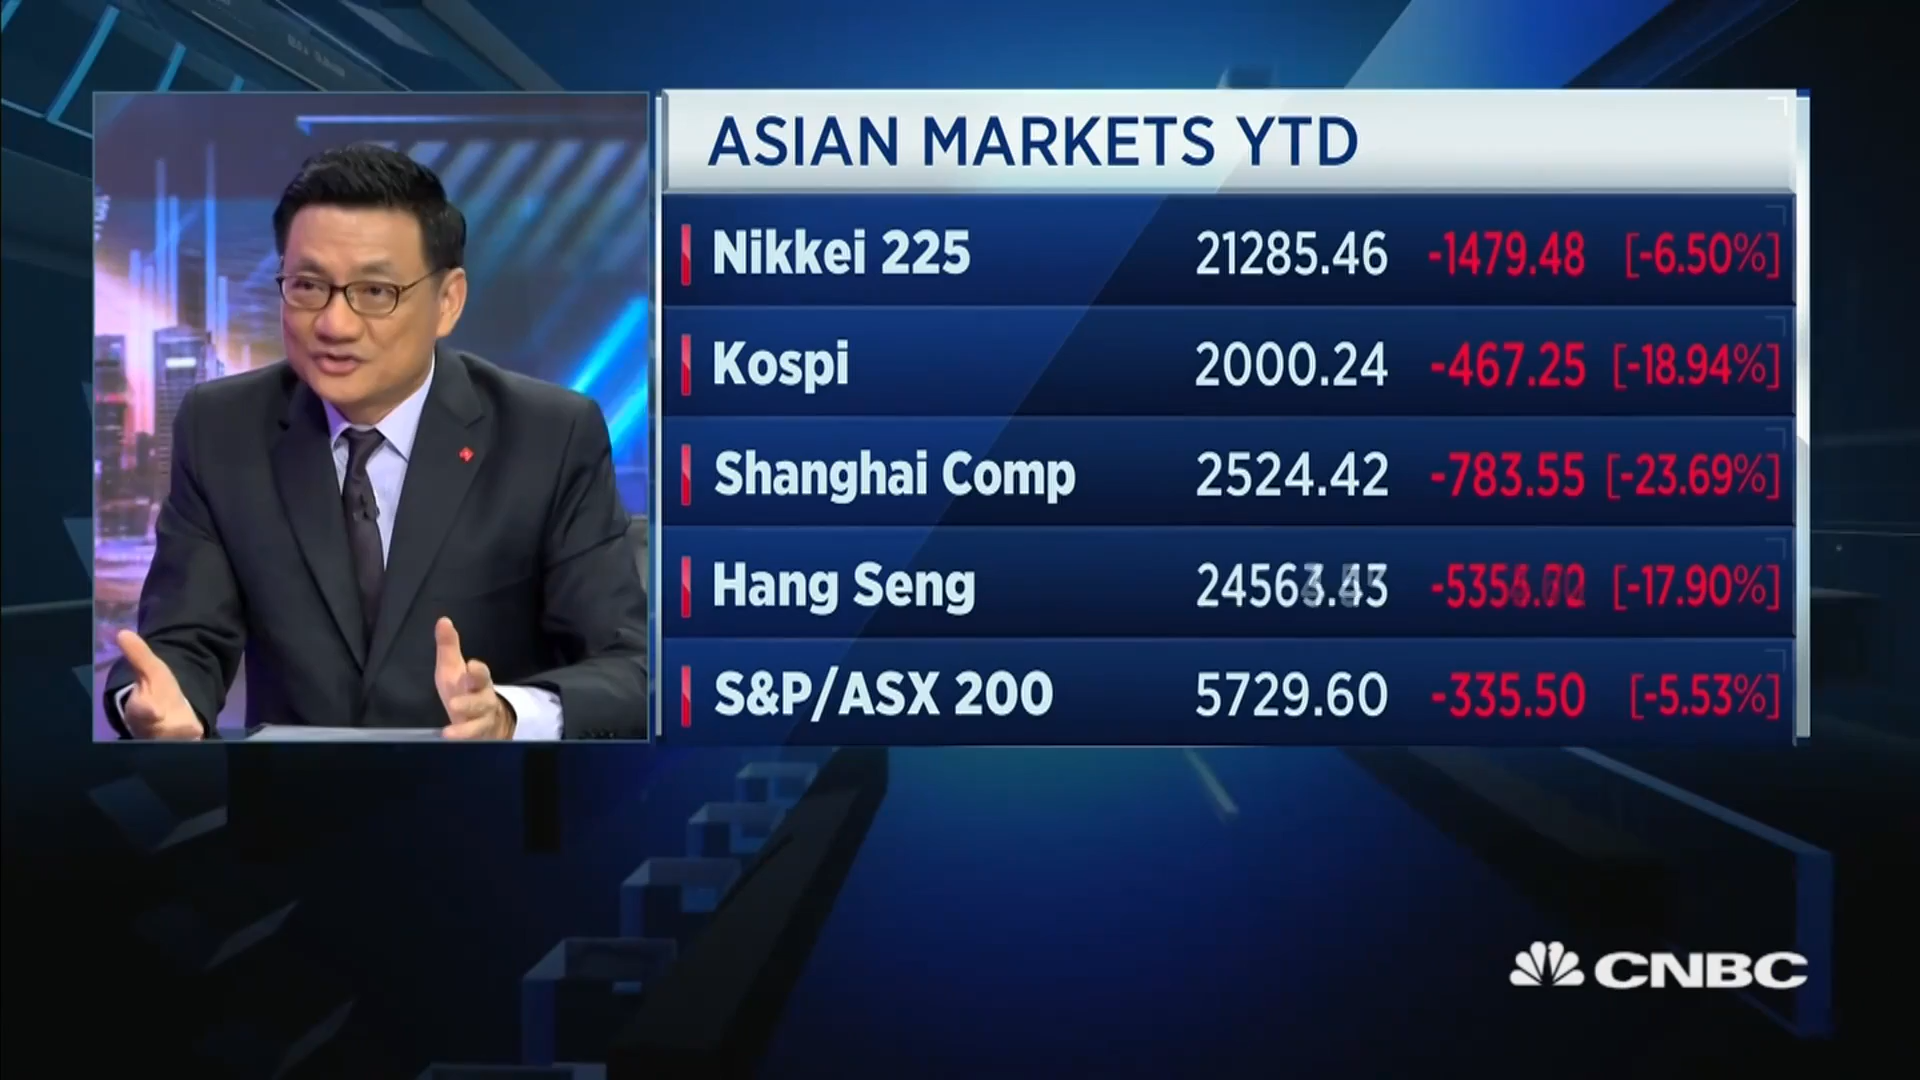 ASIAN MARKETS YTD
Nikkei 225 21285.46 -1479.48 [-6.50%]
Kospi 2000.24 -467.25 [-18.94%]
Shanghai Comp 2524.42 -783.55 [-23.69%]
Hang Seng [-17.90%]
S&P/ASX 200 5729.60 -335.50 [-5.53%]
CNBC